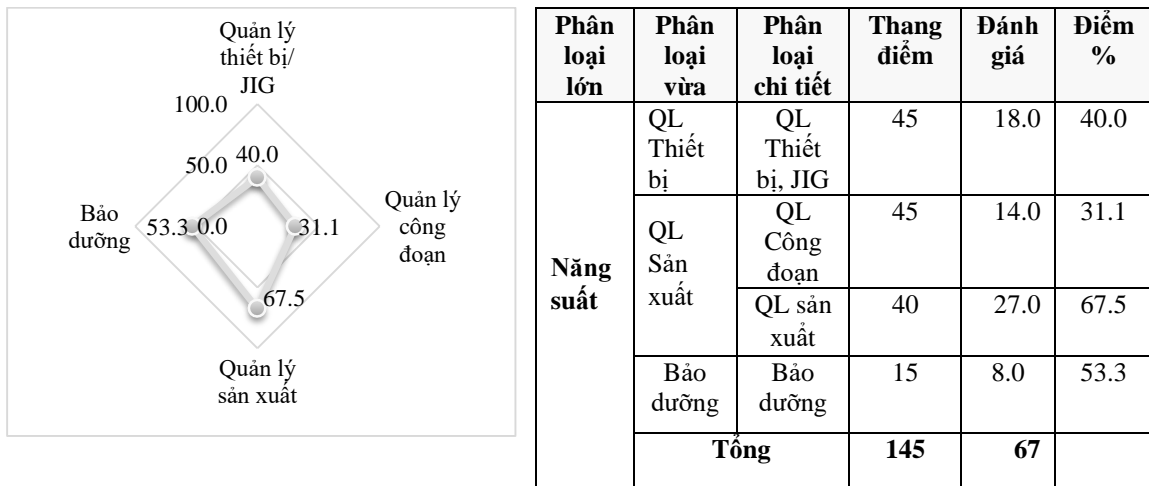 Quản lý
thiết bị/
JIG
100.0
50.0
40.0
Bảo
dưỡng
53.3
0.0
31.1
Quản lý
công
đoạn
67.5
Quản lý
sản xuất
Phân
loại
lớn
Phân
loại
vừa
Phân
loại
chi tiết
Thang
điểm
Đánh
giá
Điểm
%
Năng
suất
QL
Thiết
bị
QL
Thiết
bị, JIG
45
18.0
40.0
QL
Sản
xuất
QL
Công
đoạn
45
14.0
31.1
QL sản
xuất
40
27.0
67.5
Bảo
dưỡng
Bảo
dưỡng
15
8.0
53.3
Tổng
145
67